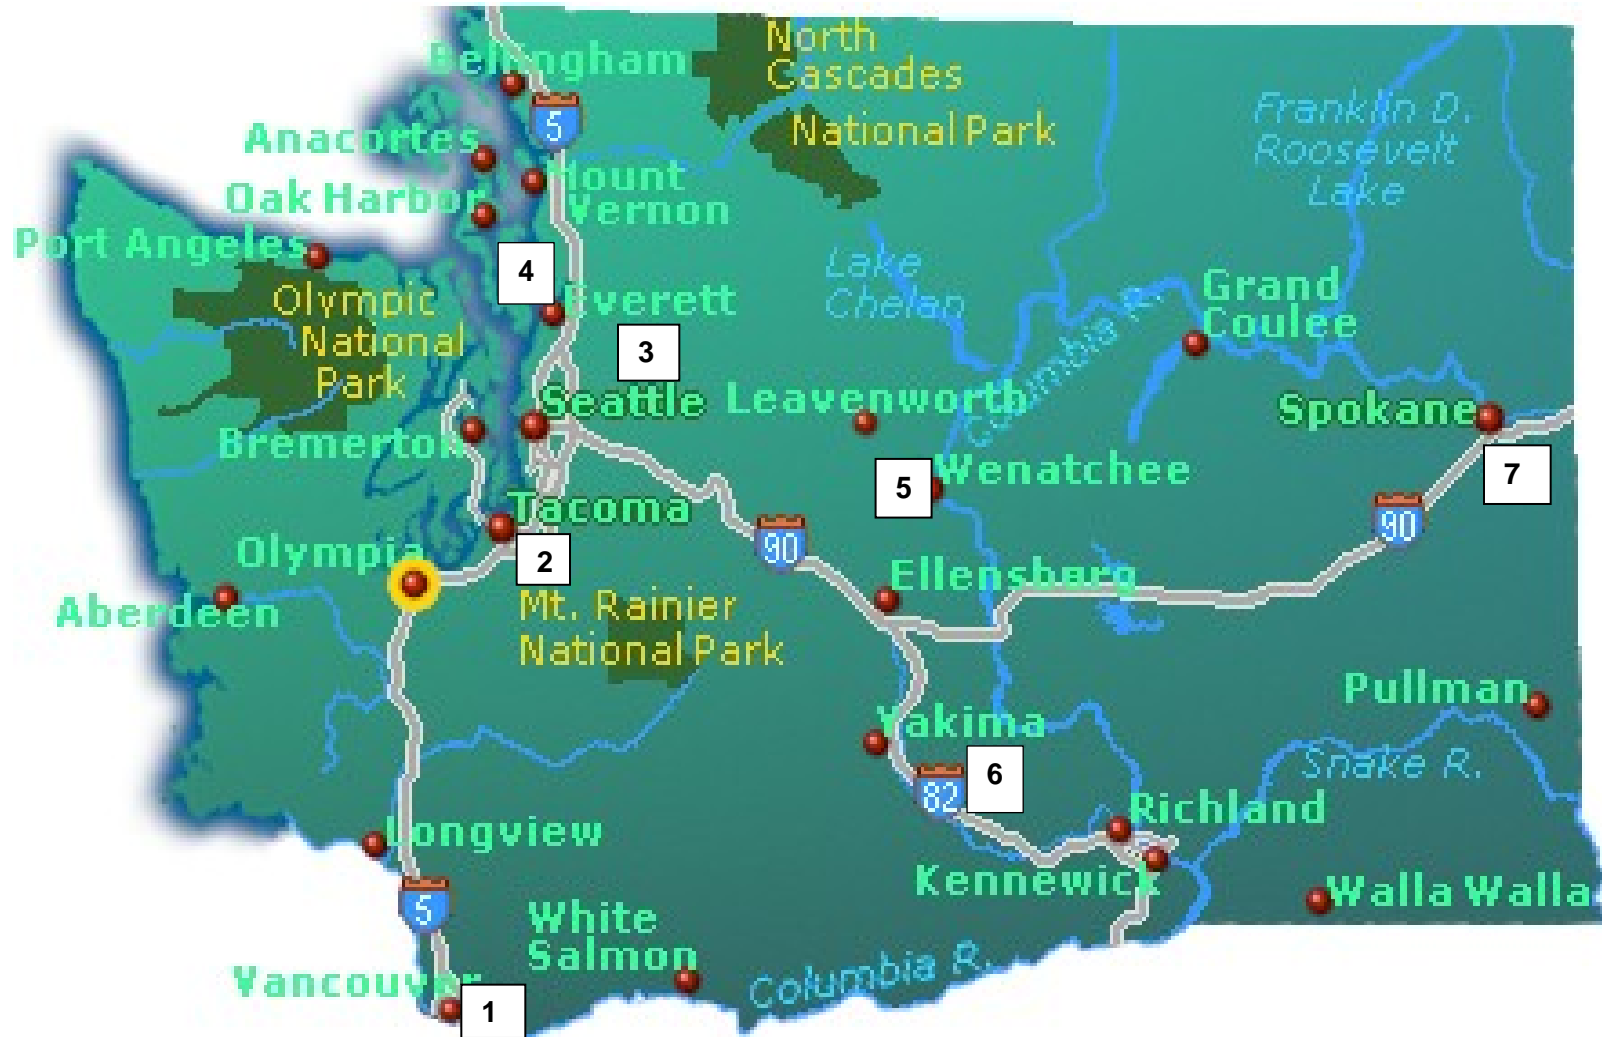 Bellingham
North
Cascades
National Park
5
Anacortes
Mount
Vernon
Oak Harbor
Port Angeles
Franklin D.
Roosevelt
Lake
4
Olympic
National
Park
Everett
Lake
Chelan
Columbia R.
Grand
Coulee
3
Seattle
Leavenworth
Spokane
Bremerton
5
Wenatchee
7
Tacoma
90
90
Olympia
2
Ellensburg
Aberdeen
Mt. Rainier
National Park
Pullman
Yakima
6
82
Snake R.
Richland
Longview
Kennewick
Walla Walla
5
White
Salmon
Vancouver
1
Columbia R.